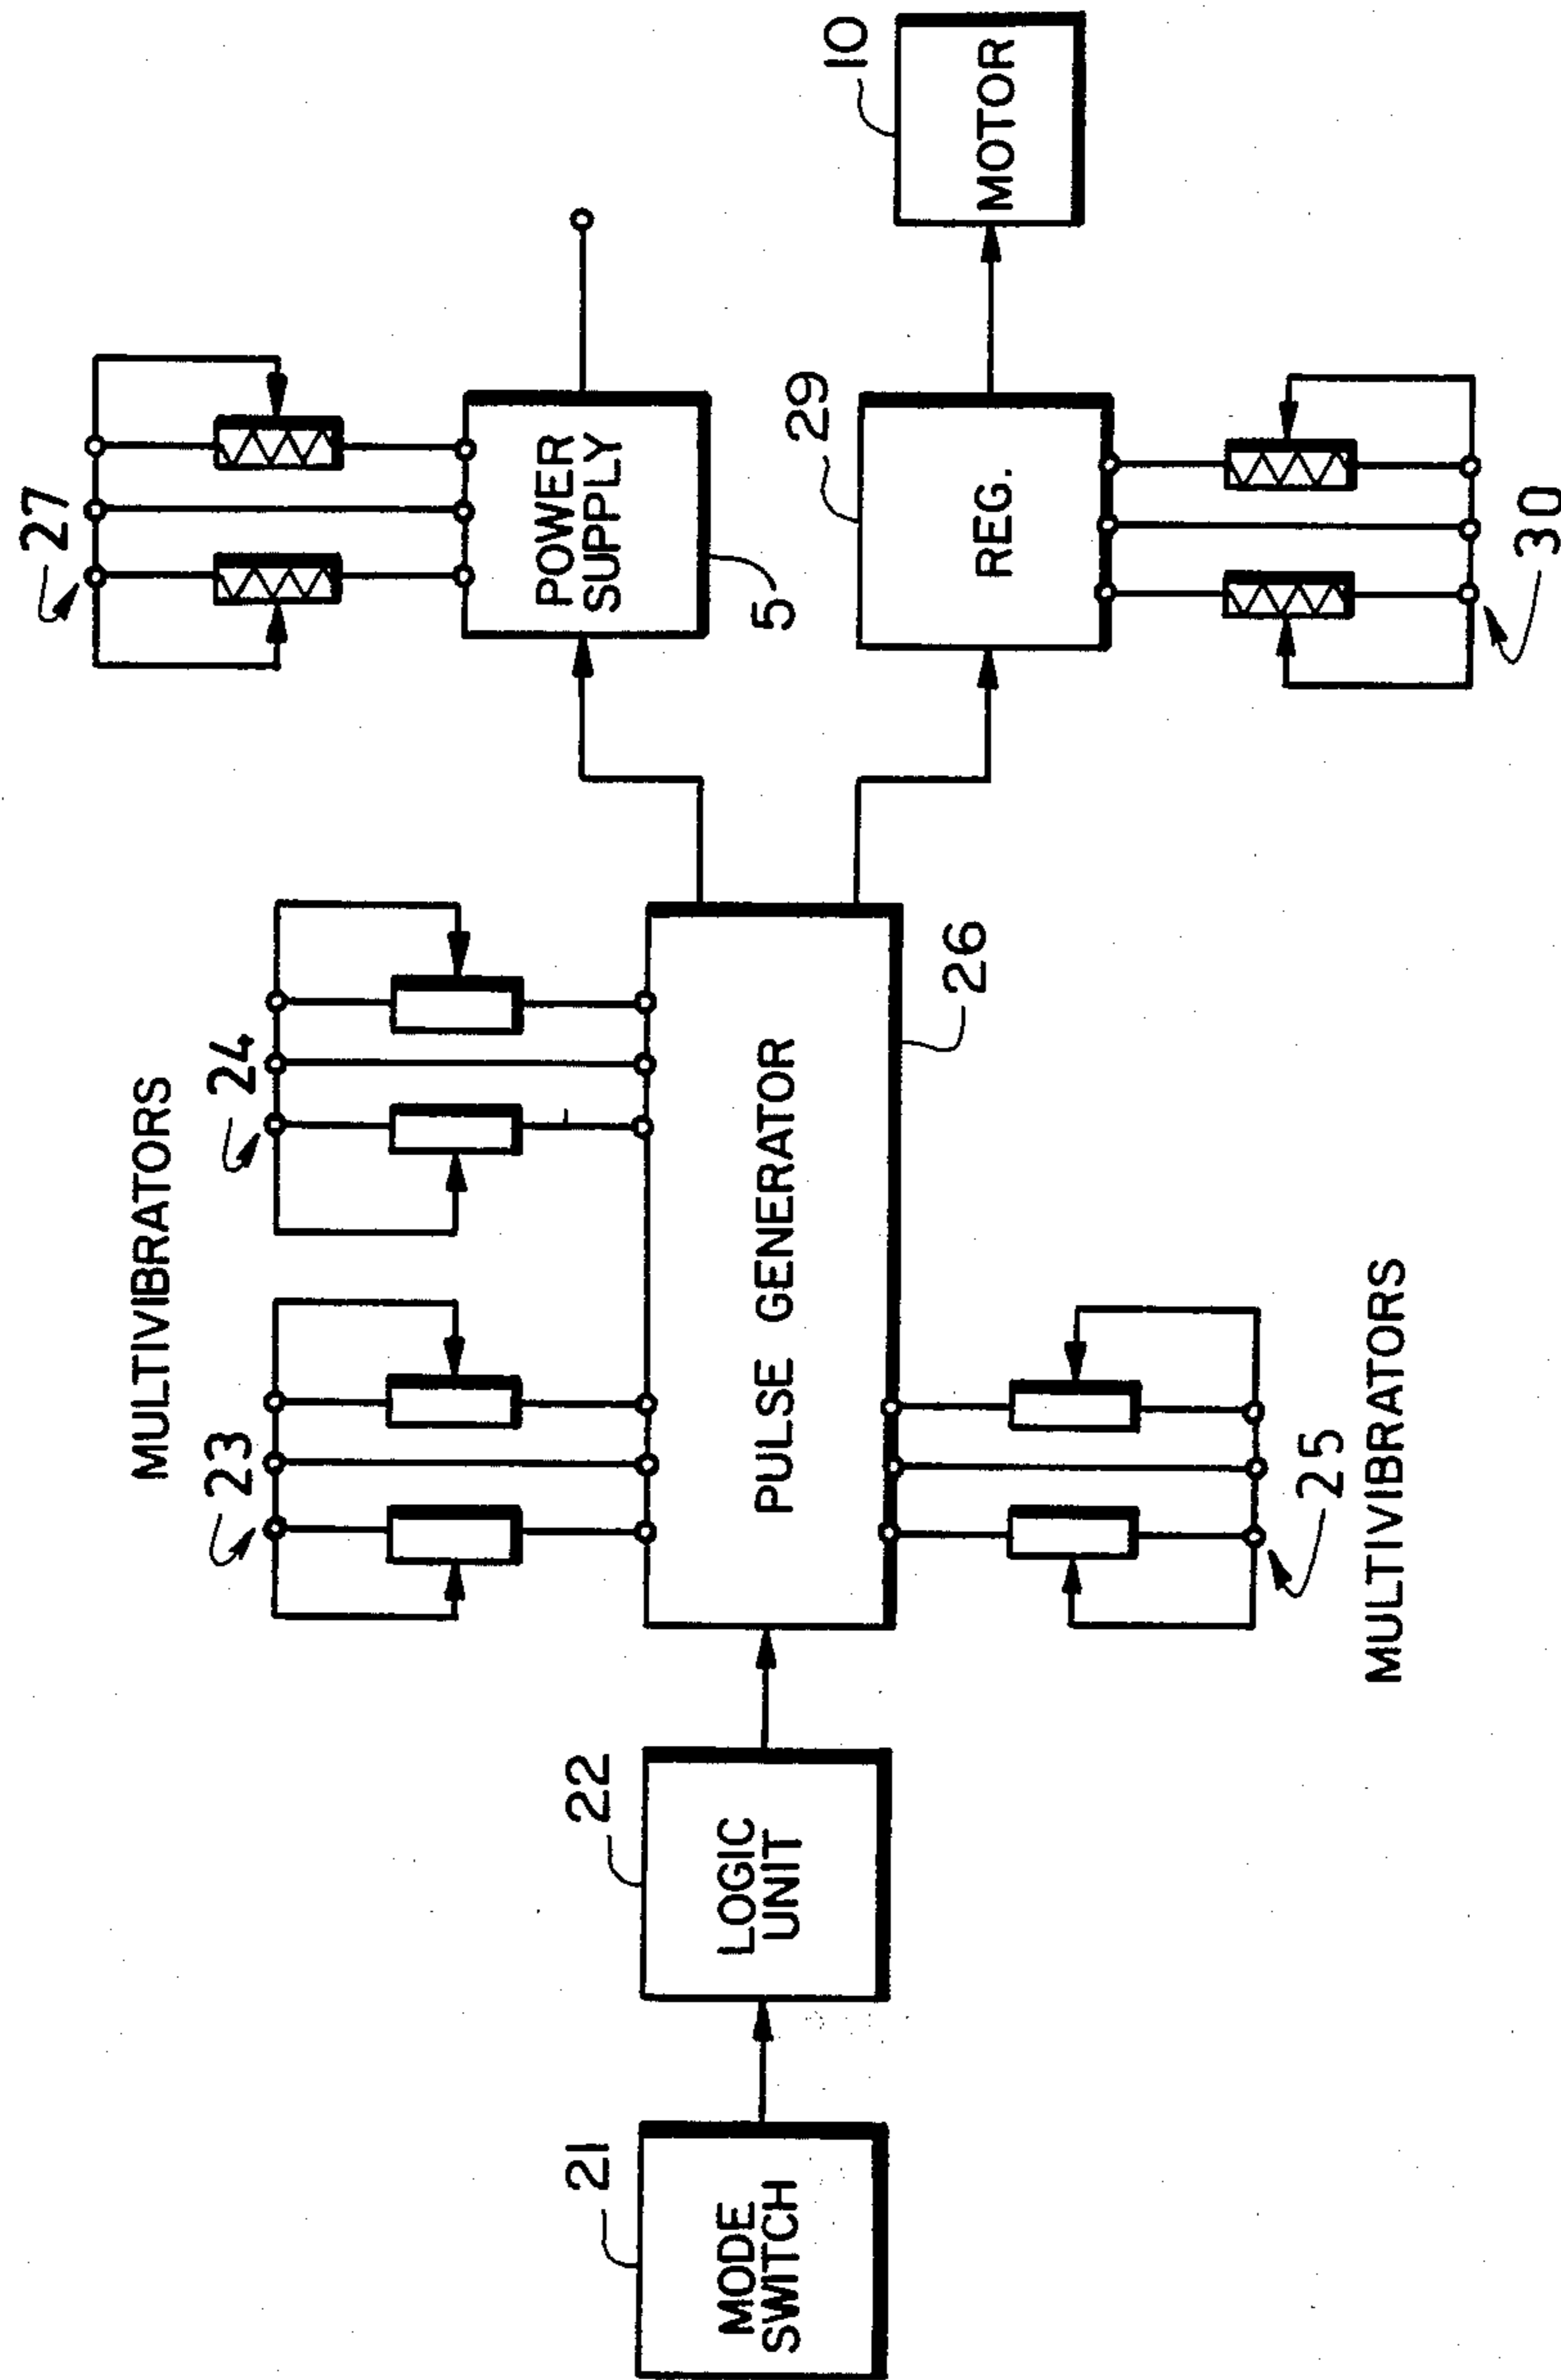 27
10
MULTIVIBRATORS
23
24
POWER
SUPPLY
5
29
MOTOR
21
22
MODE
SWITCH
LOGIC
UNIT
PULSE GENERATOR
REG.
26
25
30
MULTIVIBRATORS